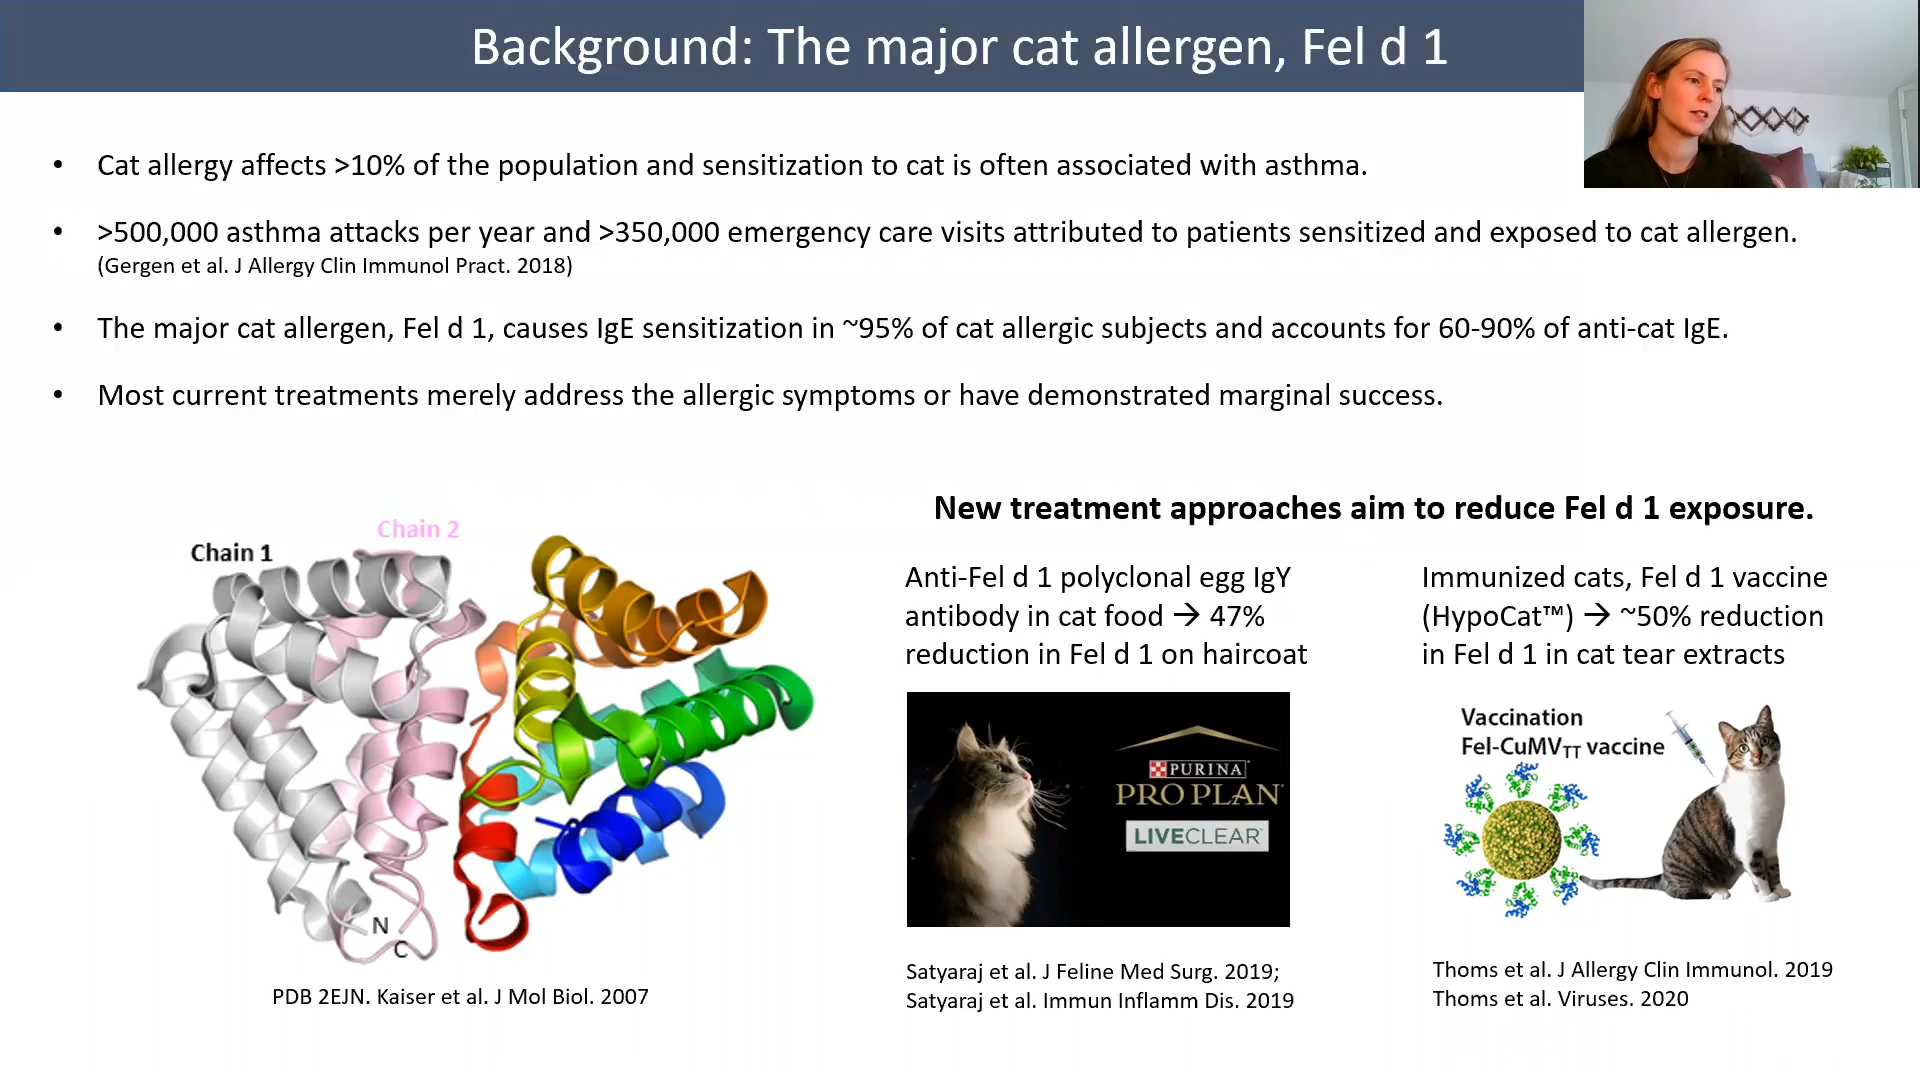 Background: The major cat allergen, Fel d 1
• Cat allergy affects >10% of the population and sensitization to cat is often associated with asthma.
• >500,000 asthma attacks per year and >350,000 emergency care visits attributed to patients sensitized and exposed to cat allergen.
(Gergen et al. J Allergy Clin Immunol Pract. 2018)
• The major cat allergen, Fel d 1, causes IgE sensitization in ~95% of cat allergic subjects and accounts for 60-90% of anti-cat IgE.
• Most current treatments merely address the allergic symptoms or have demonstrated marginal success.
Chain 2
Chain 1
N
C
PDB 2EJN. Kaiser et al. J Mol Biol. 2007
New treatment approaches aim to reduce Fel d 1 exposure.
Anti-Fel d 1 polyclonal egg IgY
antibody in cat food → 47%
reduction in Fel d 1 on haircoat
PURINA
PRO PLAN
LIVECLEAR
Satyaraj et al. J Feline Med Surg. 2019;
Satyaraj et al. Immun Inflamm Dis. 2019
Immunized cats, Fel d 1 vaccine
(HypoCat™) → ~50% reduction
in Fel d 1 in cat tear extracts
Vaccination
Fel-CuMVTT vaccine
Thoms et al. J Allergy Clin Immunol. 2019
Thoms et al. Viruses. 2020